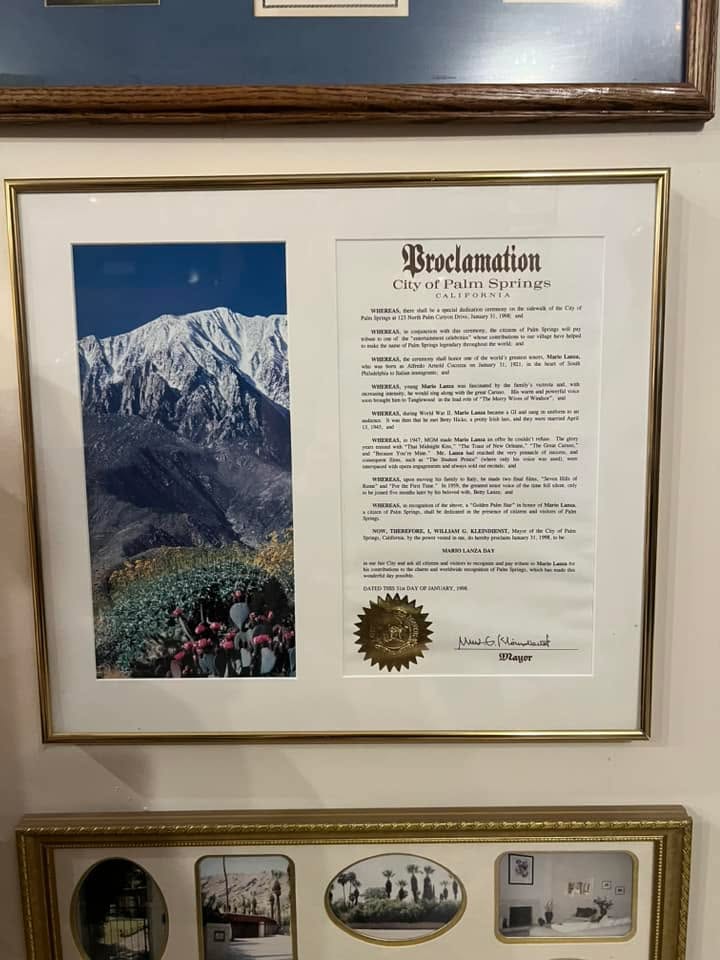 Proclamation
City of Palm Springs
CALIFORNIA
WHEREAS, there shall be a special dedication ceremony on the sidewalk of the City of
Palm Springs at 123 North Palm Canyon Drive, January 31, 1998; and
WHEREAS, in conjunction with this ceremony, the citizens of Palm Springs will pay
tribute to one of the "entertainment celebrities" whose contributions to our village have helped
to make the name of Palm Springs legendary throughout the world; and
WHEREAS, the ceremony shall honor one of the world's greatest tenors, Mario Lanza,
who was born as Alfredo Arnold Cocozza on January 31, 1921, in the heart of South
Philadelphia to Italian immigrants; and
WHEREAS, young Mario Lanza was fascinated by the family's victrola and, with
increasing intensity, he would sing along with the great Caruso. His warm and powerful voice
soon brought him to Tanglewood in the lead role of "The Merry Wives of Windsor"; and
WHEREAS, during World War II, Mario Lanza became a GI and sang in uniform to an
audience. It was then that he met Betty Hicks, a pretty Irish lass, and they were married April
13, 1945; and
WHEREAS, in 1947, MGM made Mario Lanza an offer he couldn't refuse. The glory
years ensued with "That Midnight Kiss," "The Toast of New Orleans," "The Great Caruso,"
and "Because You're Mine." Mr. Lanza had reached the very pinnacle of success, and
consequent films, such as "The Student Prince" (where only his voice was used), were
interspaced with opera engagements and always sold out recitals; and
WHEREAS, upon moving his family to Italy, he made two final films, "Seven Hills of
Rome" and "For the First Time." In 1959, the greatest tenor voice of the time fell silent, only
to be joined five months later by his beloved wife, Betty Lanza; and
WHEREAS, in recognition of the above, a "Golden Palm Star" in honor of Mario Lanza,
a citizen of Palm Springs, shall be dedicated in the presence of citizens and visitors of Palm
Springs.
NOW, THEREFORE, I, WILLIAM G. KLEINDIENST, Mayor of the City of Palm
Springs, California, by the power vested in me, do hereby proclaim January 31, 1998, to be
MARIO LANZA DAY
in our fair City and ask all citizens and visitors to recognize and pay tribute to Mario Lanza for
his contributions to the charm and worldwide recognition of Palm Springs, which has made this
wonderful day possible.
DATED THIS 31st DAY OF JANUARY, 1998.
Mayor